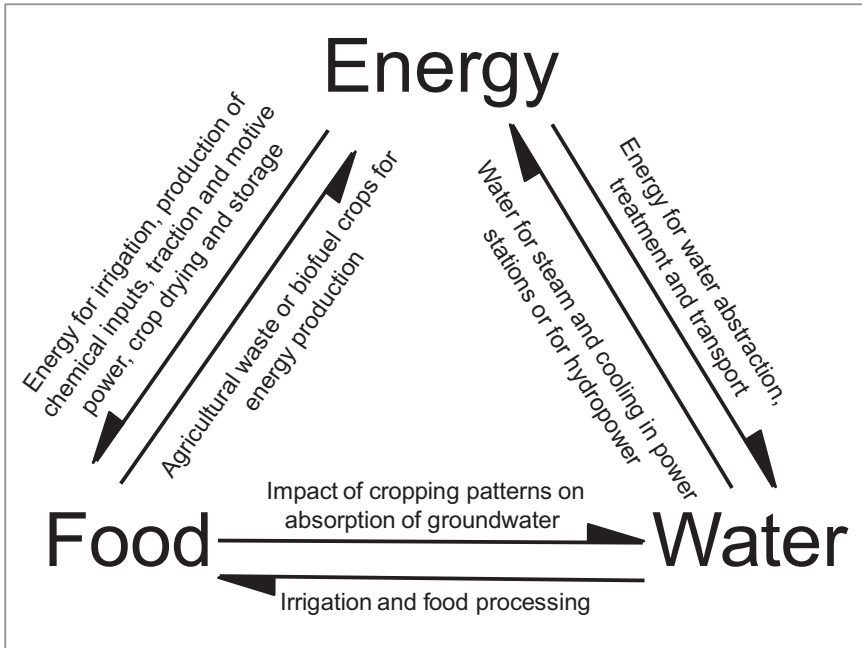 Energy
Energy for irrigation, production of
chemical inputs, traction and motive
power, crop drying and storage
Agricultural waste or biofuel crops for
energy production
Water for steam and cooling in power
stations or for hydropower
Energy for water abstraction,
treatment and transport
Food
Impact of cropping patterns on
absorption of groundwater
Water
Irrigation and food processing